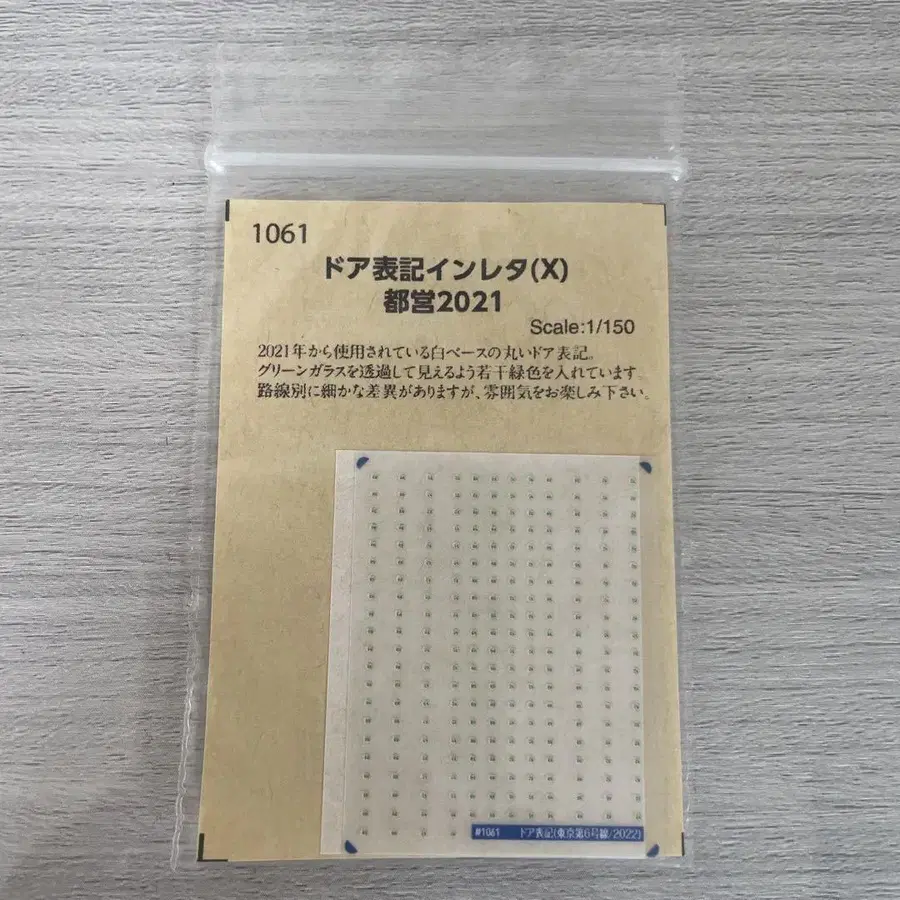 1061
ドア表記インレタ(X)
都営2021
Scale:1/150
2021年から使用されている白ベースの丸いドア表記。
グリーンガラスを透過して見えるよう若干緑色を入れています
路線別に細かな差異がありますが、雰囲気をお楽しみ下さい。
#1061 ドア表記(東京第6号線/2022)